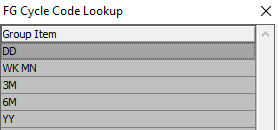 FG Cycle Code Lookup
Group Item
DD
WK MN
3M
6M
YY